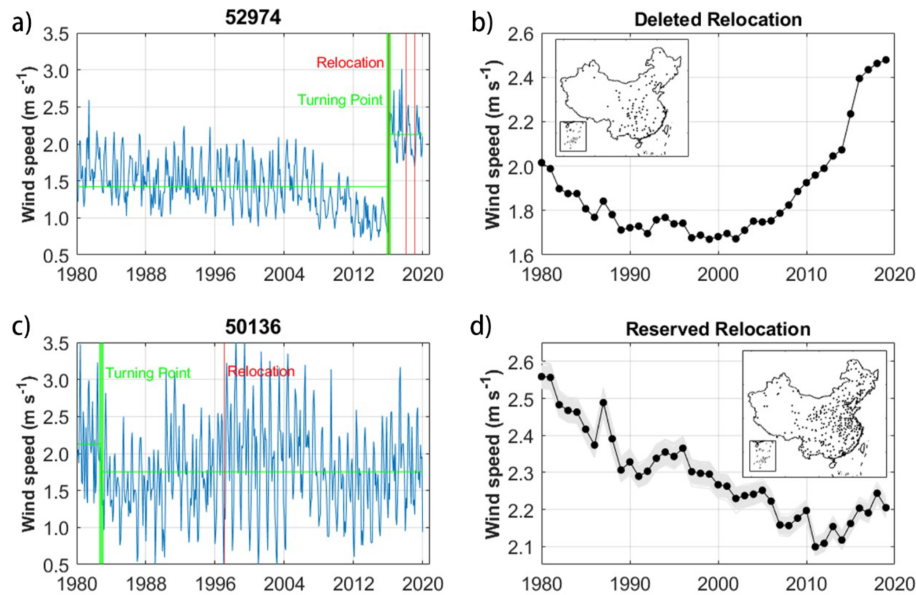 a)
52974
3.5
3.0
2.5
2.0
1.5
1.0
0.5
Wind speed (m s⁻¹)
Relocation
Turning Point
1980 1988 1996 2004 2012 2020
b)
Deleted Relocation
2.6
2.4
2.2
2.0
1.8
1.6
Wind speed (m s⁻¹)
1980 1990 2000 2010 2020
c)
50136
3.5
3.0
2.5
2.0
1.5
1.0
0.5
Wind speed (m s⁻¹)
Turning Point
Relocation
1980 1988 1996 2004 2012 2020
d)
Reserved Relocation
2.6
2.5
2.4
2.3
2.2
2.1
Wind speed (m s⁻¹)
1980 1990 2000 2010 2020